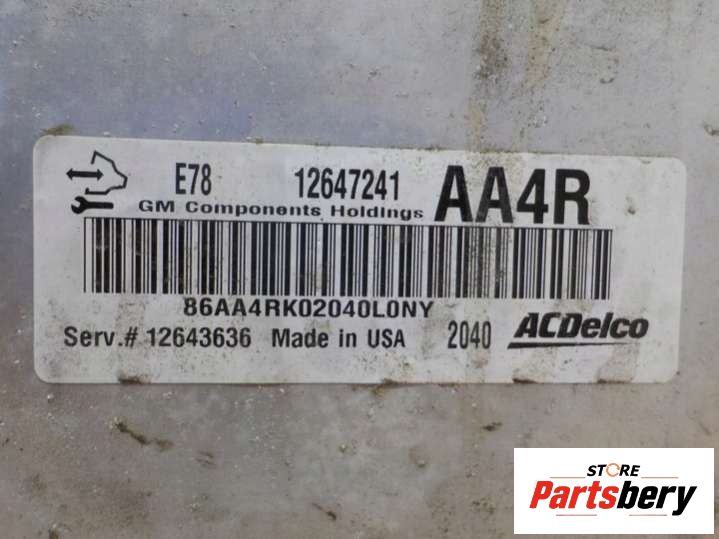 E78 12647241 AA4R
GM Components Holdings
86AA4RK02040L0NY
Serv.# 12643636 Made in USA 2040 ACDelco
STORE
Partsbery